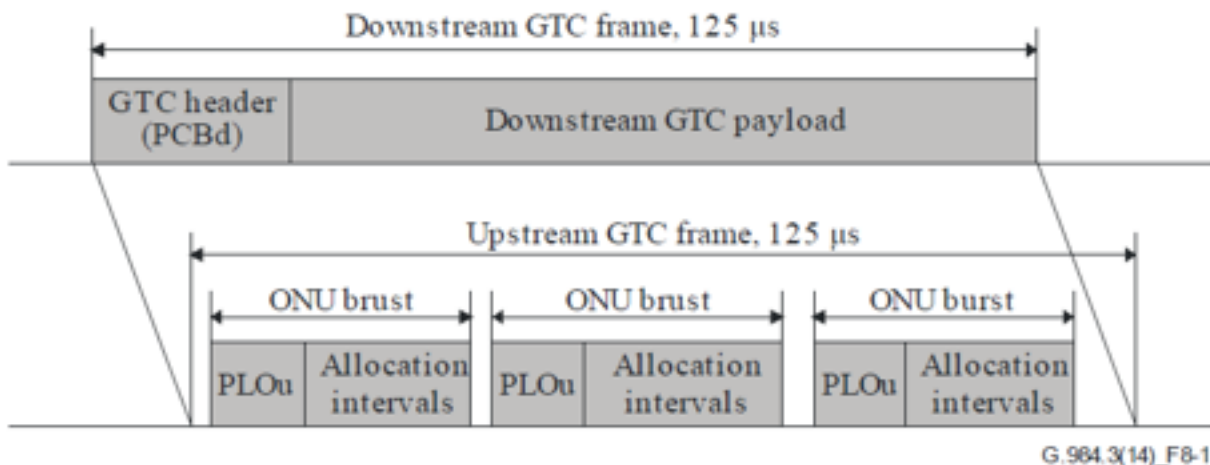 Downstream GTC frame, 125 μs
GTC header
(PCBd)
Downstream GTC payload
Upstream GTC frame, 125 μs
ONU brust
ONU brust
ONU burst
PLOu
Allocation
intervals
PLOu
Allocation
intervals
PLOu
Allocation
intervals
G.984.3(14)_F8-1